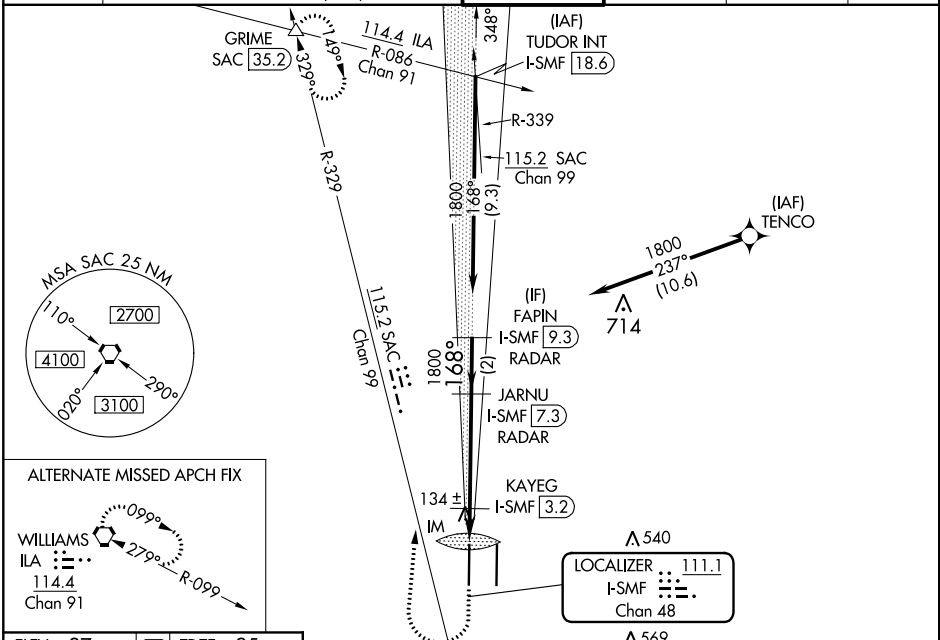 (IAF)
TUDOR INT
I-SMF 18.6
348°
GRIME
SAC 35.2
149°
329°
114.4 ILA
R-086
Chan 91
R-339
115.2 SAC
Chan 99
R-329
1800
168°
(9.3)
(IAF)
TENCO
1800
237°
(10.6)
714
MSA SAC 25 NM
110°
2700
4100
290°
020°
3100
115.2 SAC
Chan 99
(IF)
FAPIN
I-SMF 9.3
RADAR
1800
168°
(2)
JARNU
I-SMF 7.3
RADAR
KAYEG
I-SMF 3.2
134 ±
IM
ALTERNATE MISSED APCH FIX
WILLIAMS
ILA
114.4
Chan 91
099°
279°
R-099
540
LOCALIZER 111.1
I-SMF
Chan 48
569